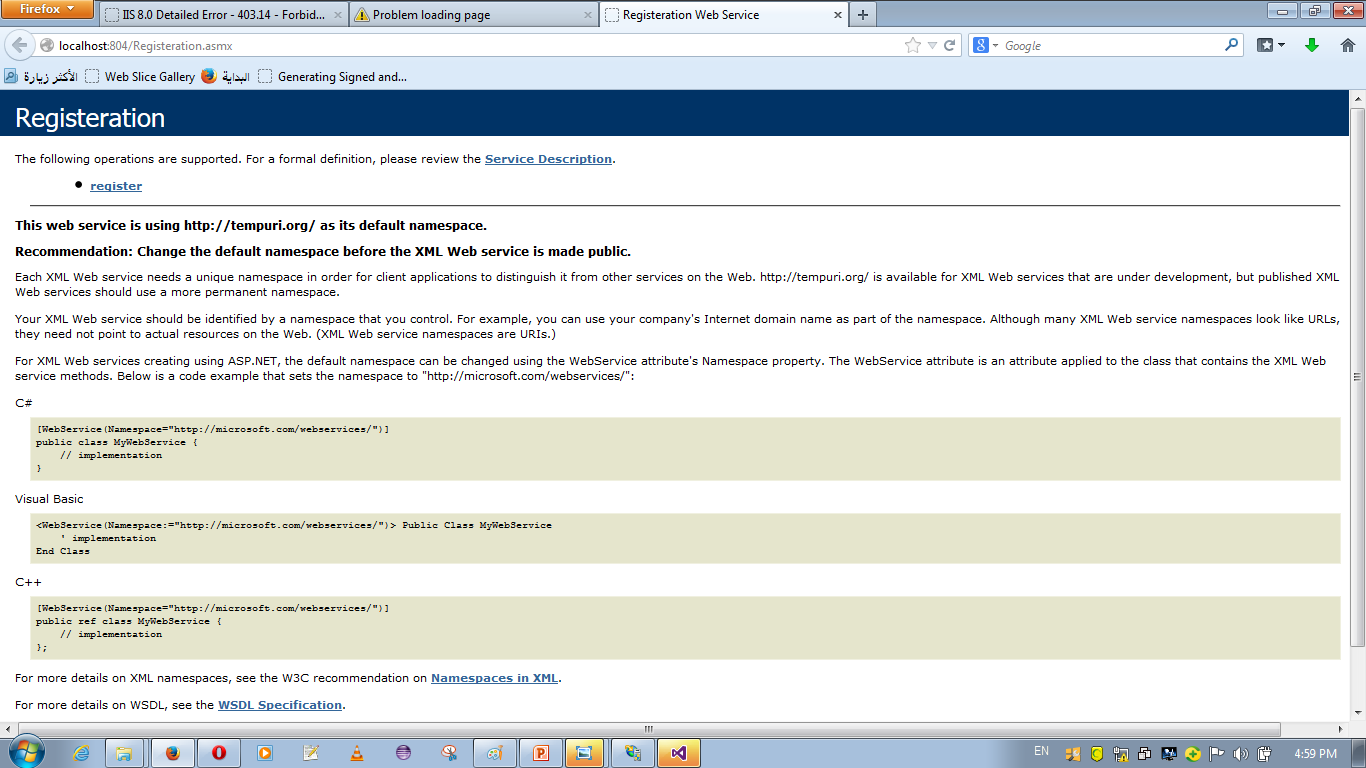 Firefox
IIS 8.0 Detailed Error - 403.14 - Forbid...
Problem loading page
Registeration Web Service
localhost:804/Registeration.asmx
Google
الأكثر زيارة
Web Slice Gallery
البداية
Generating Signed and...
Registeration
The following operations are supported. For a formal definition, please review the Service Description.
register
This web service is using http://tempuri.org/ as its default namespace.
Recommendation: Change the default namespace before the XML Web service is made public.
Each XML Web service needs a unique namespace in order for client applications to distinguish it from other services on the Web. http://tempuri.org/ is available for XML Web services that are under development, but published XML
Web services should use a more permanent namespace.
Your XML Web service should be identified by a namespace that you control. For example, you can use your company's Internet domain name as part of the namespace. Although many XML Web service namespaces look like URLs,
they need not point to actual resources on the Web. (XML Web service namespaces are URIs.)
For XML Web services creating using ASP.NET, the default namespace can be changed using the WebService attribute's Namespace property. The WebService attribute is an attribute applied to the class that contains the XML Web
service methods. Below is a code example that sets the namespace to "http://microsoft.com/webservices/":
C#
[WebService(Namespace="http://microsoft.com/webservices/")]
public class MyWebService {
// implementation
}
Visual Basic
<WebService(Namespace:="http://microsoft.com/webservices/")> Public Class MyWebService
' implementation
End Class
C++
[WebService(Namespace="http://microsoft.com/webservices/")]
public ref class MyWebService {
// implementation
};
For more details on XML namespaces, see the W3C recommendation on Namespaces in XML.
For more details on WSDL, see the WSDL Specification.
EN
4:59 PM